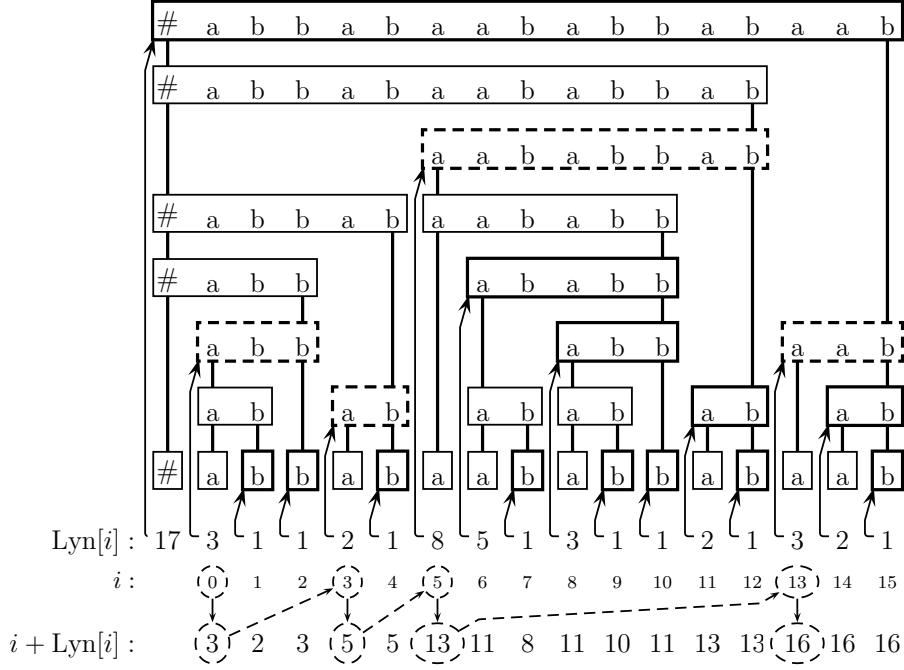 # a b b a b a a b a b b a b a a b
# a b b a b a a b a b b a b
a a b a b b a b
# a b b a b a a b a b b
# a b b a b a b b
a b b a b b a a b
a b a b a b a b a b a b
# a b b a b a a b a b b a b a a b
Lyn[i] : 17 3 1 1 2 1 8 5 1 3 1 1 2 1 3 2 1
i : 0 1 2 3 4 5 6 7 8 9 10 11 12 13 14 15
i + Lyn[i] : 3 2 3 5 5 13 11 8 11 10 11 13 13 16 16 16